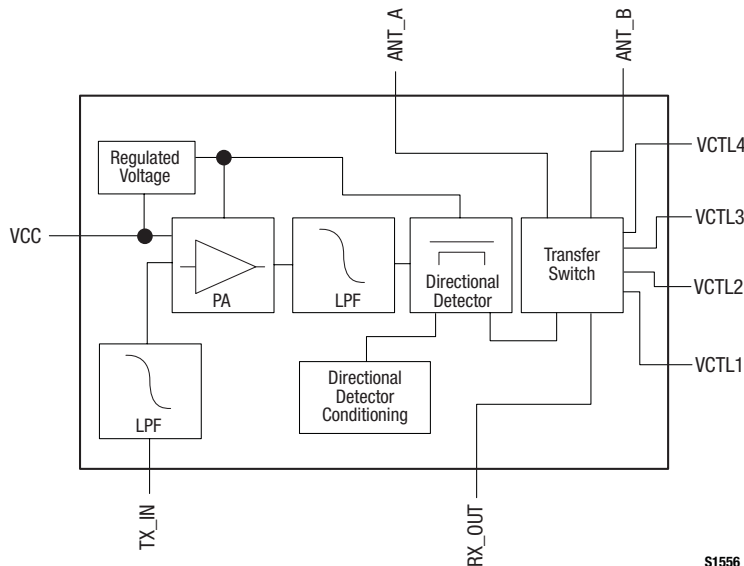 ANT_A
ANT_B
Regulated
Voltage
VCTL4
VCC
VCTL3
PA
LPF
Directional
Detector
Transfer
Switch
VCTL2
VCTL1
LPF
Directional
Detector
Conditioning
TX_IN
RX_OUT
S1556